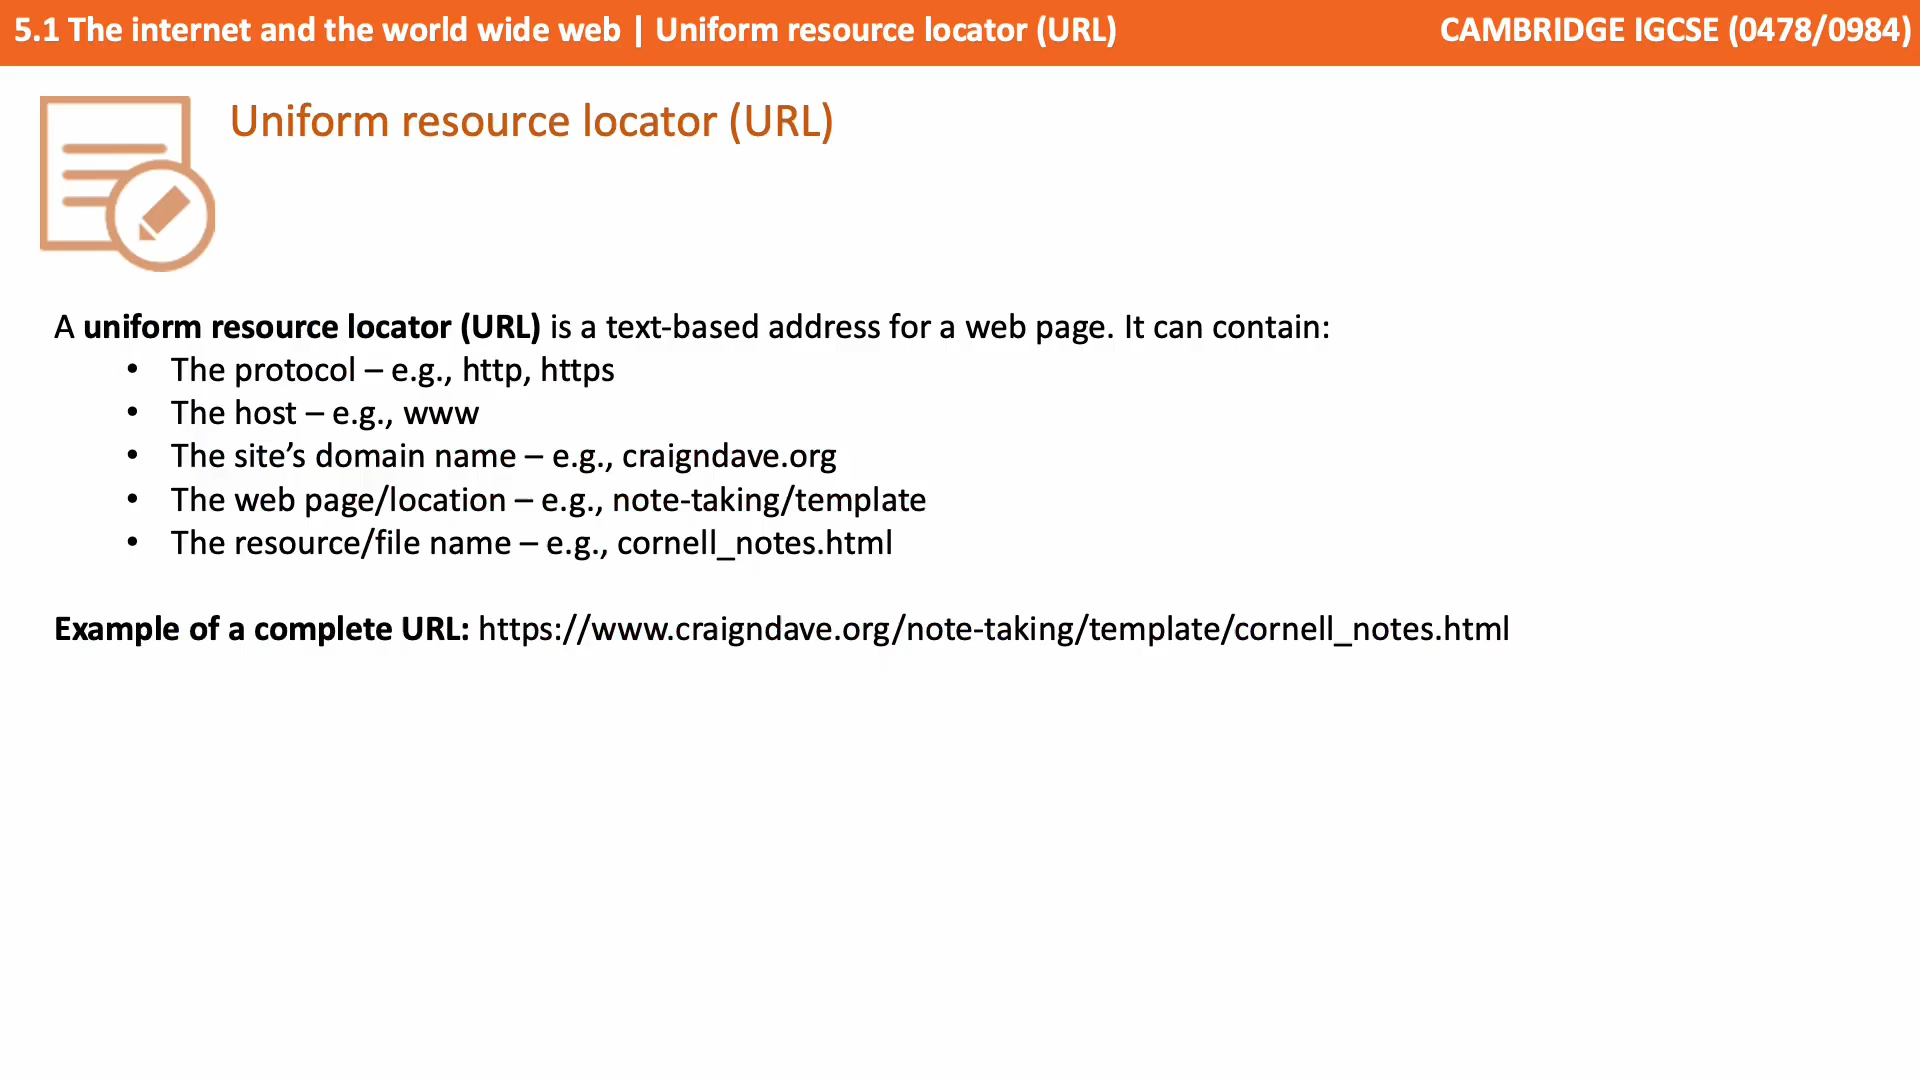 5.1 The internet and the world wide web | Uniform resource locator (URL)
CAMBRIDGE IGCSE (0478/0984)
Uniform resource locator (URL)
A uniform resource locator (URL) is a text-based address for a web page. It can contain:
• The protocol – e.g., http, https
• The host – e.g., www
• The site’s domain name – e.g., craigndave.org
• The web page/location – e.g., note-taking/template
• The resource/file name – e.g., cornell_notes.html
Example of a complete URL: https://www.craigndave.org/note-taking/template/cornell_notes.html